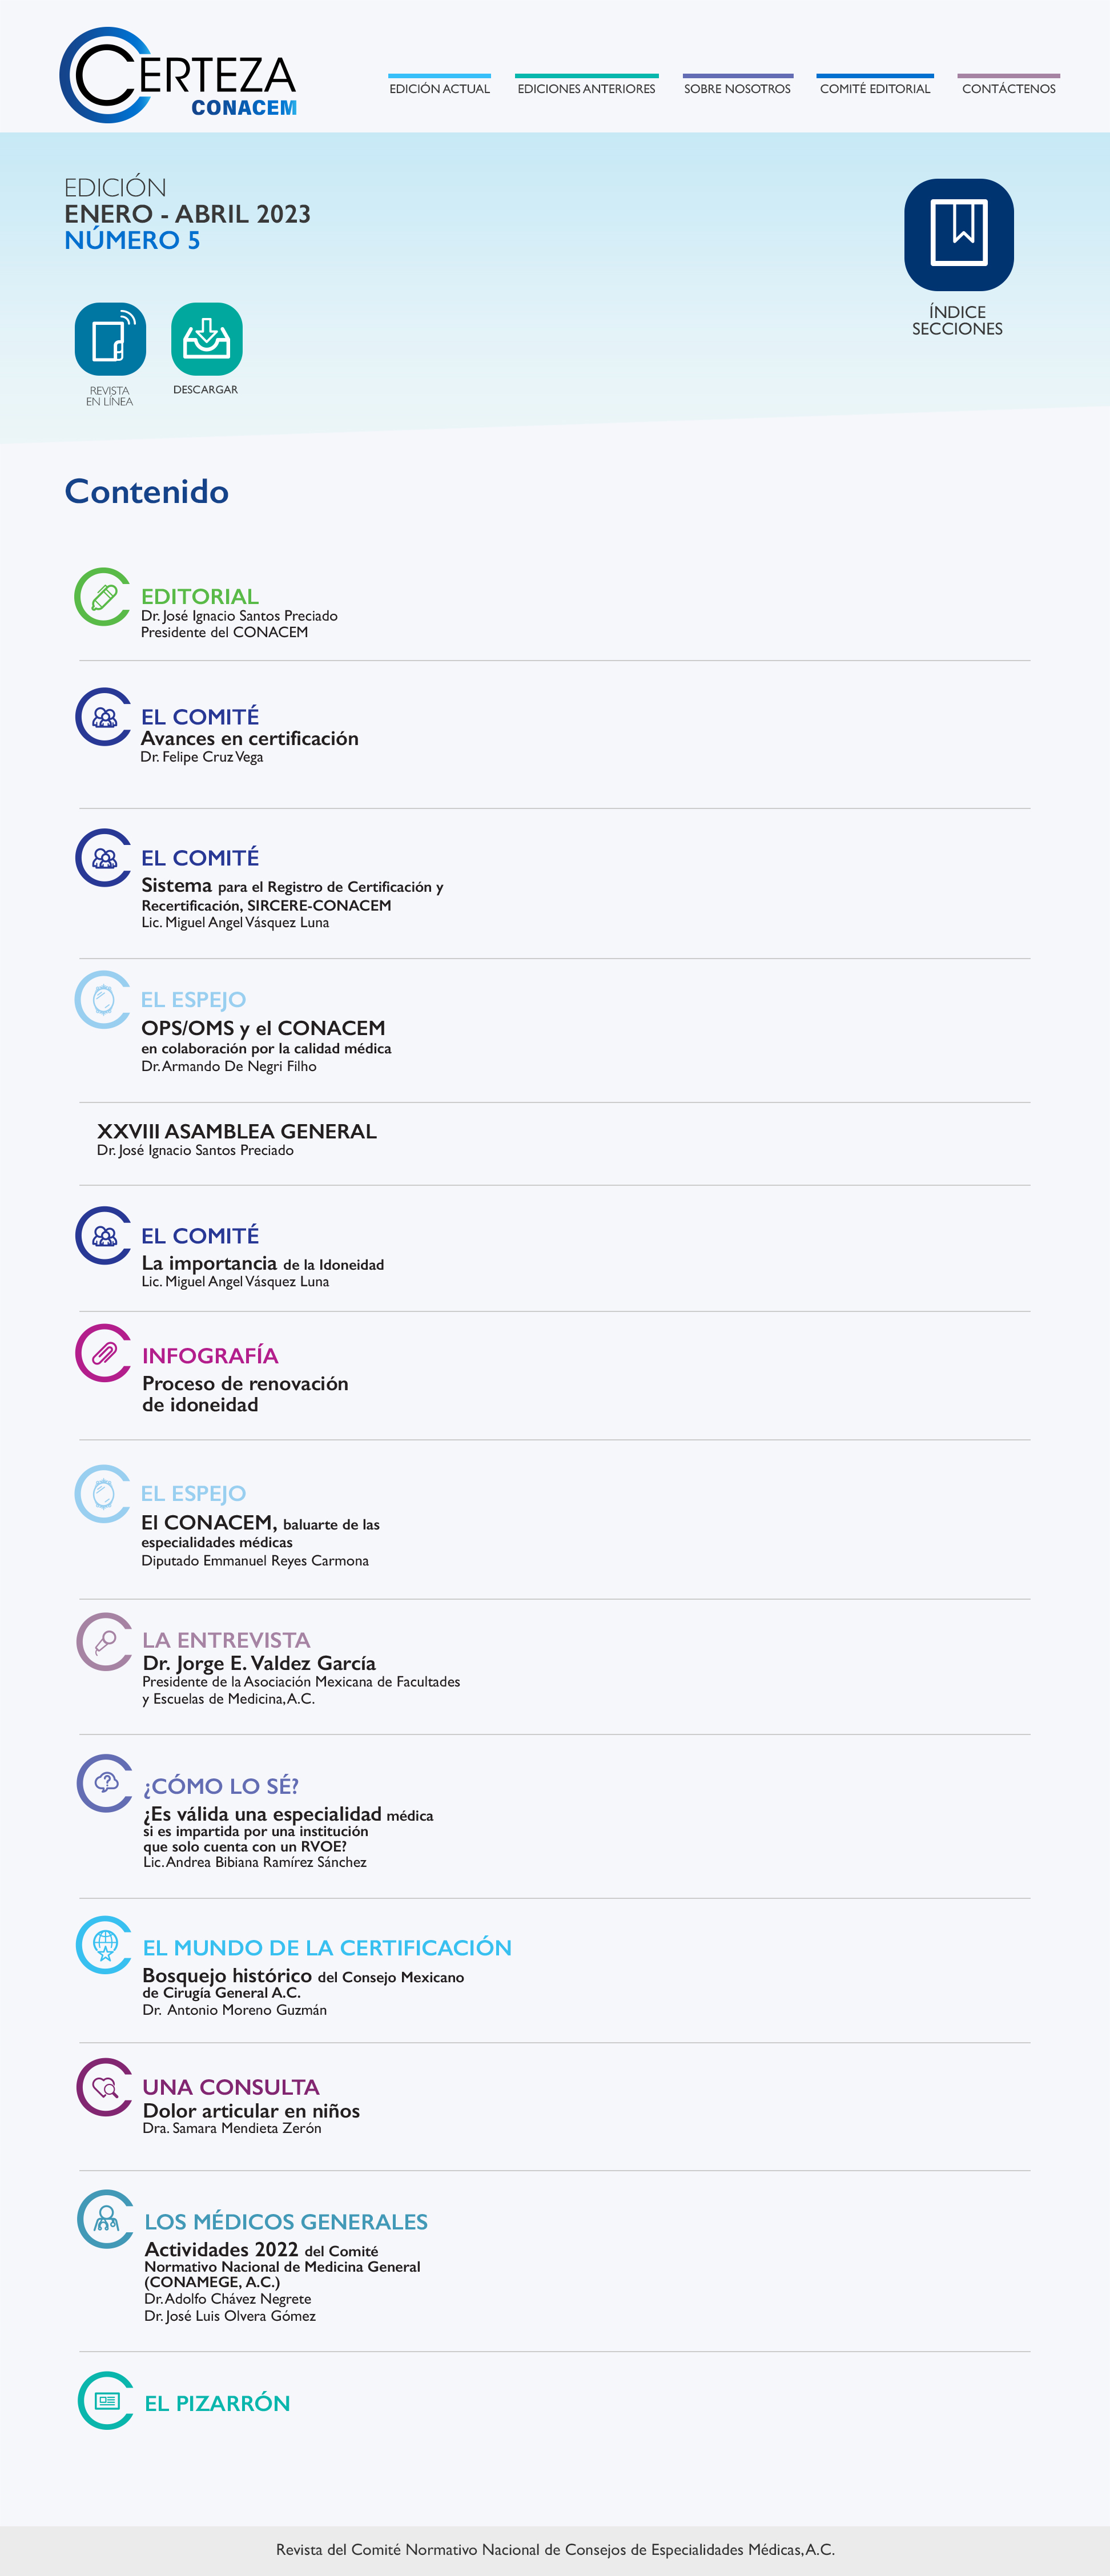 CERTEZA
CONACEM
EDICIÓN ACTUAL
EDICIONES ANTERIORES
SOBRE NOSOTROS
COMITÉ EDITORIAL
CONTÁCTENOS
EDICIÓN
ENERO - ABRIL 2023
NÚMERO 5
REVISTA
EN LÍNEA
DESCARGAR
ÍNDICE
SECCIONES
Contenido
EDITORIAL
Dr. José Ignacio Santos Preciado
Presidente del CONACEM
EL COMITÉ
Avances en certificación
Dr. Felipe Cruz Vega
EL COMITÉ
Sistema para el Registro de Certificación y
Recertificación, SIRCERE-CONACEM
Lic. Miguel Angel Vásquez Luna
EL ESPEJO
OPS/OMS y el CONACEM
en colaboración por la calidad médica
Dr. Armando De Negri Filho
XXVIII ASAMBLEA GENERAL
Dr. José Ignacio Santos Preciado
EL COMITÉ
La importancia de la Idoneidad
Lic. Miguel Angel Vásquez Luna
INFOGRAFÍA
Proceso de renovación
de idoneidad
EL ESPEJO
El CONACEM, baluarte de las
especialidades médicas
Diputado Emmanuel Reyes Carmona
LA ENTREVISTA
Dr. Jorge E. Valdez García
Presidente de la Asociación Mexicana de Facultades
y Escuelas de Medicina, A.C.
¿CÓMO LO SÉ?
¿Es válida una especialidad médica
si es impartida por una institución
que solo cuenta con un RVOE?
Lic. Andrea Bibiana Ramírez Sánchez
EL MUNDO DE LA CERTIFICACIÓN
Bosquejo histórico del Consejo Mexicano
de Cirugía General A.C.
Dr. Antonio Moreno Guzmán
UNA CONSULTA
Dolor articular en niños
Dra. Samara Mendieta Zerón
LOS MÉDICOS GENERALES
Actividades 2022 del Comité
Normativo Nacional de Medicina General
(CONAMEGE, A.C.)
Dr. Adolfo Chávez Negrete
Dr. José Luis Olvera Gómez
EL PIZARRÓN
Revista del Comité Normativo Nacional de Consejos de Especialidades Médicas, A.C.